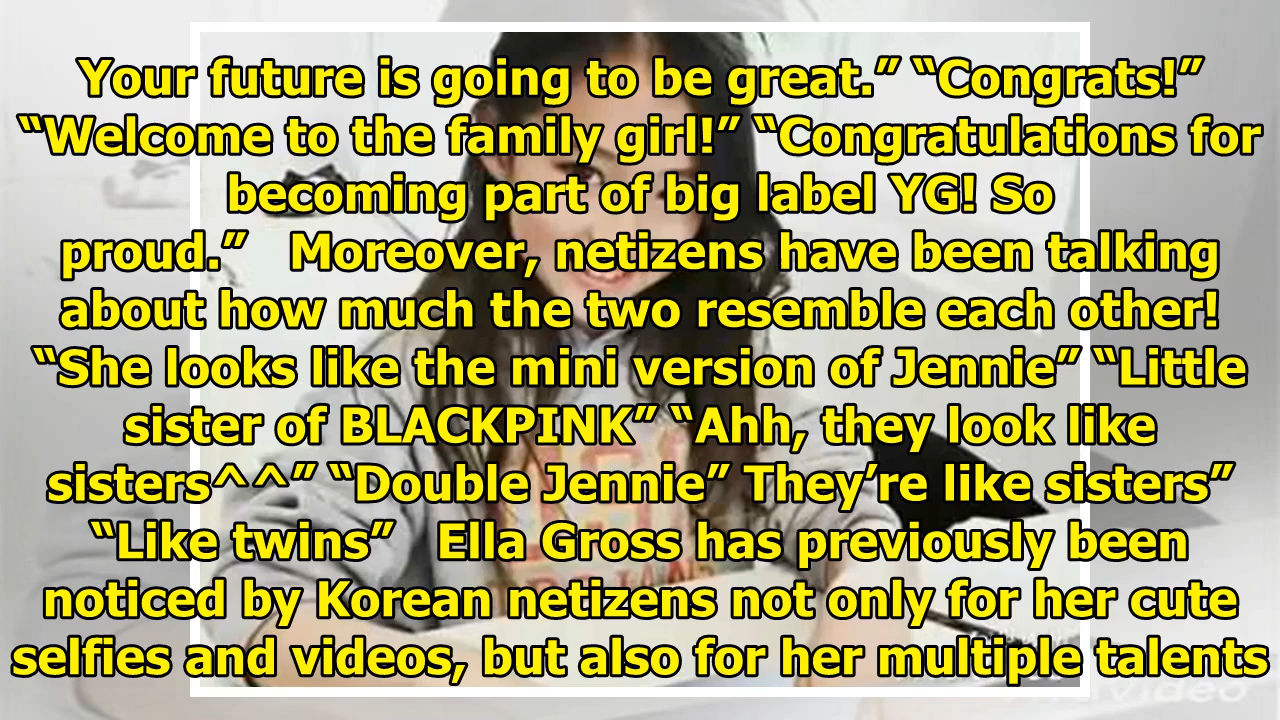 Your future is going to be great.” “Congrats!”
“Welcome to the family girl!” “Congratulations for
becoming part of big label YG! So
proud.”   Moreover, netizens have been talking
about how much the two resemble each other!
“She looks like the mini version of Jennie” “Little
sister of BLACKPINK” “Ahh, they look like
sisters^^” “Double Jennie” They’re like sisters”
“Like twins”   Ella Gross has previously been
noticed by Korean netizens not only for her cute
selfies and videos, but also for her multiple talents